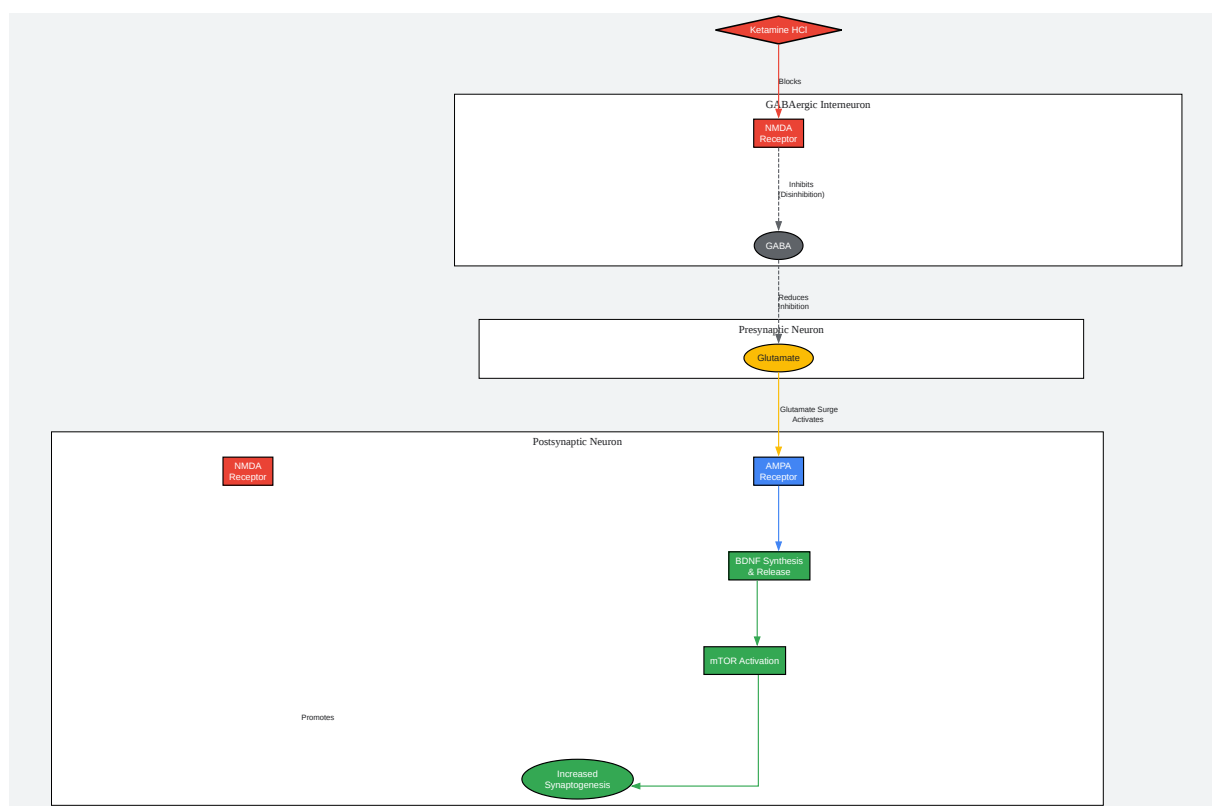 Ketamine HCl
Blocks
GABAergic Interneuron
NMDA
Receptor
Inhibits
(Disinhibition)
GABA
Reduces
Inhibition
Presynaptic Neuron
Glutamate
Glutamate Surge
Activates
Postsynaptic Neuron
NMDA
Receptor
AMPA
Receptor
BDNF Synthesis
& Release
mTOR Activation
Promotes
Increased
Synaptogenesis